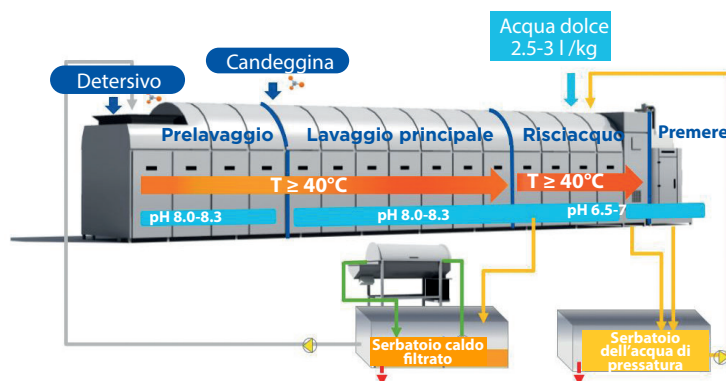 Acqua dolce
2.5-3 l /kg
Candeggina
Detersivo
Prelavaggio
Lavaggio principale
Risciacquo
Premere
T ≥ 40°C
T ≥ 40°C
pH 8.0-8.3
pH 8.0-8.3
pH 6.5-7
Serbatoio caldo
filtrato
Serbatoio
dell'acqua di
pressatura